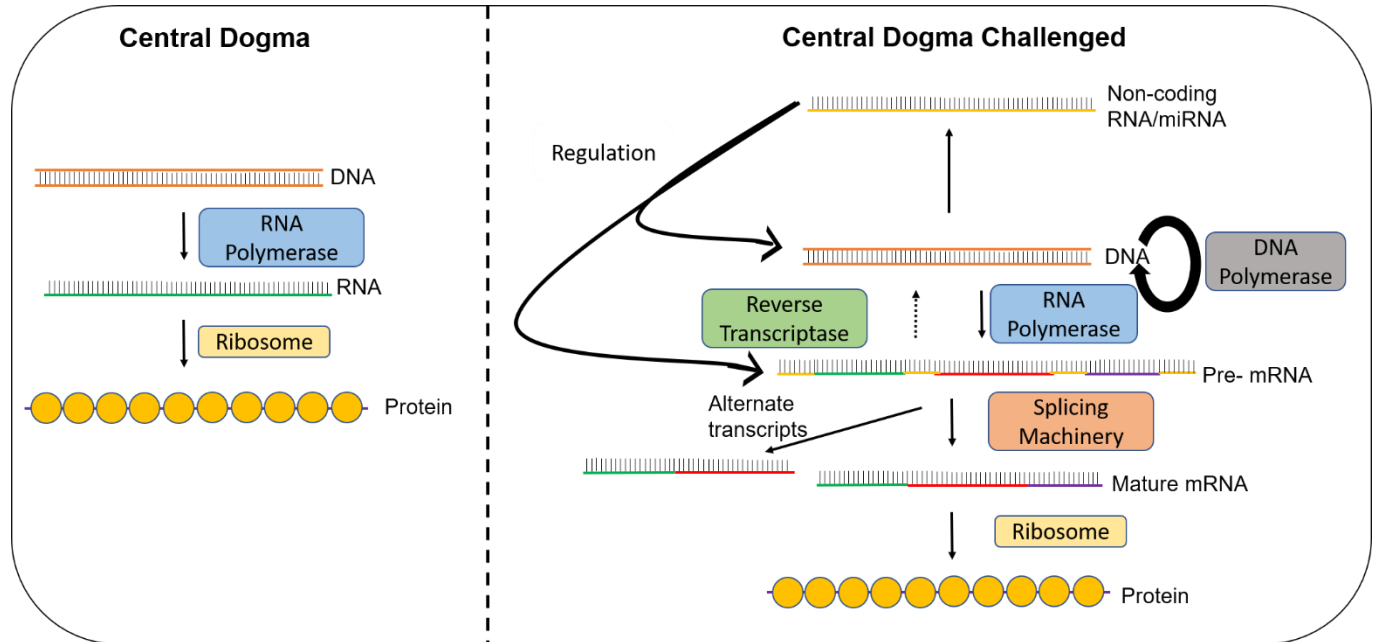 Central Dogma
DNA
RNA
Polymerase
RNA
Ribosome
Protein
Central Dogma Challenged
Non-coding
RNA/miRNA
Regulation
DNA
DNA
Polymerase
Reverse
Transcriptase
RNA
Polymerase
Pre- mRNA
Alternate
transcripts
Splicing
Machinery
Mature mRNA
Ribosome
Protein